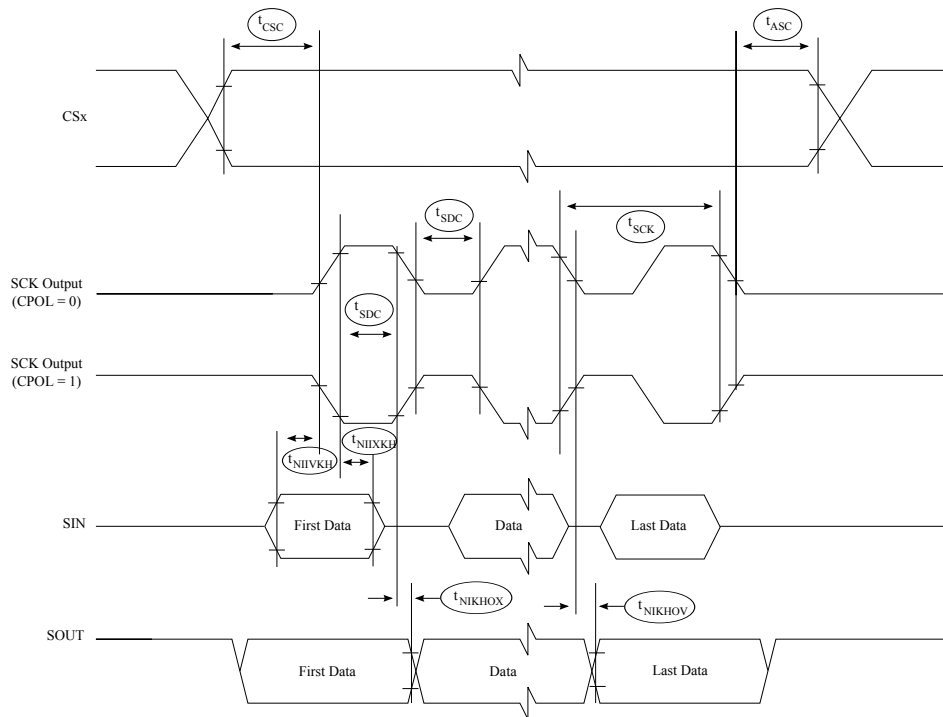 tCSC
tASC
CSx
tSDC
tSCK
SCK Output
(CPOL = 0)
tSDC
SCK Output
(CPOL = 1)
tNIIVKH
tNIIXKH
SIN
First Data
Data
Last Data
tNIKHOX
tNIKHOV
SOUT
First Data
Data
Last Data